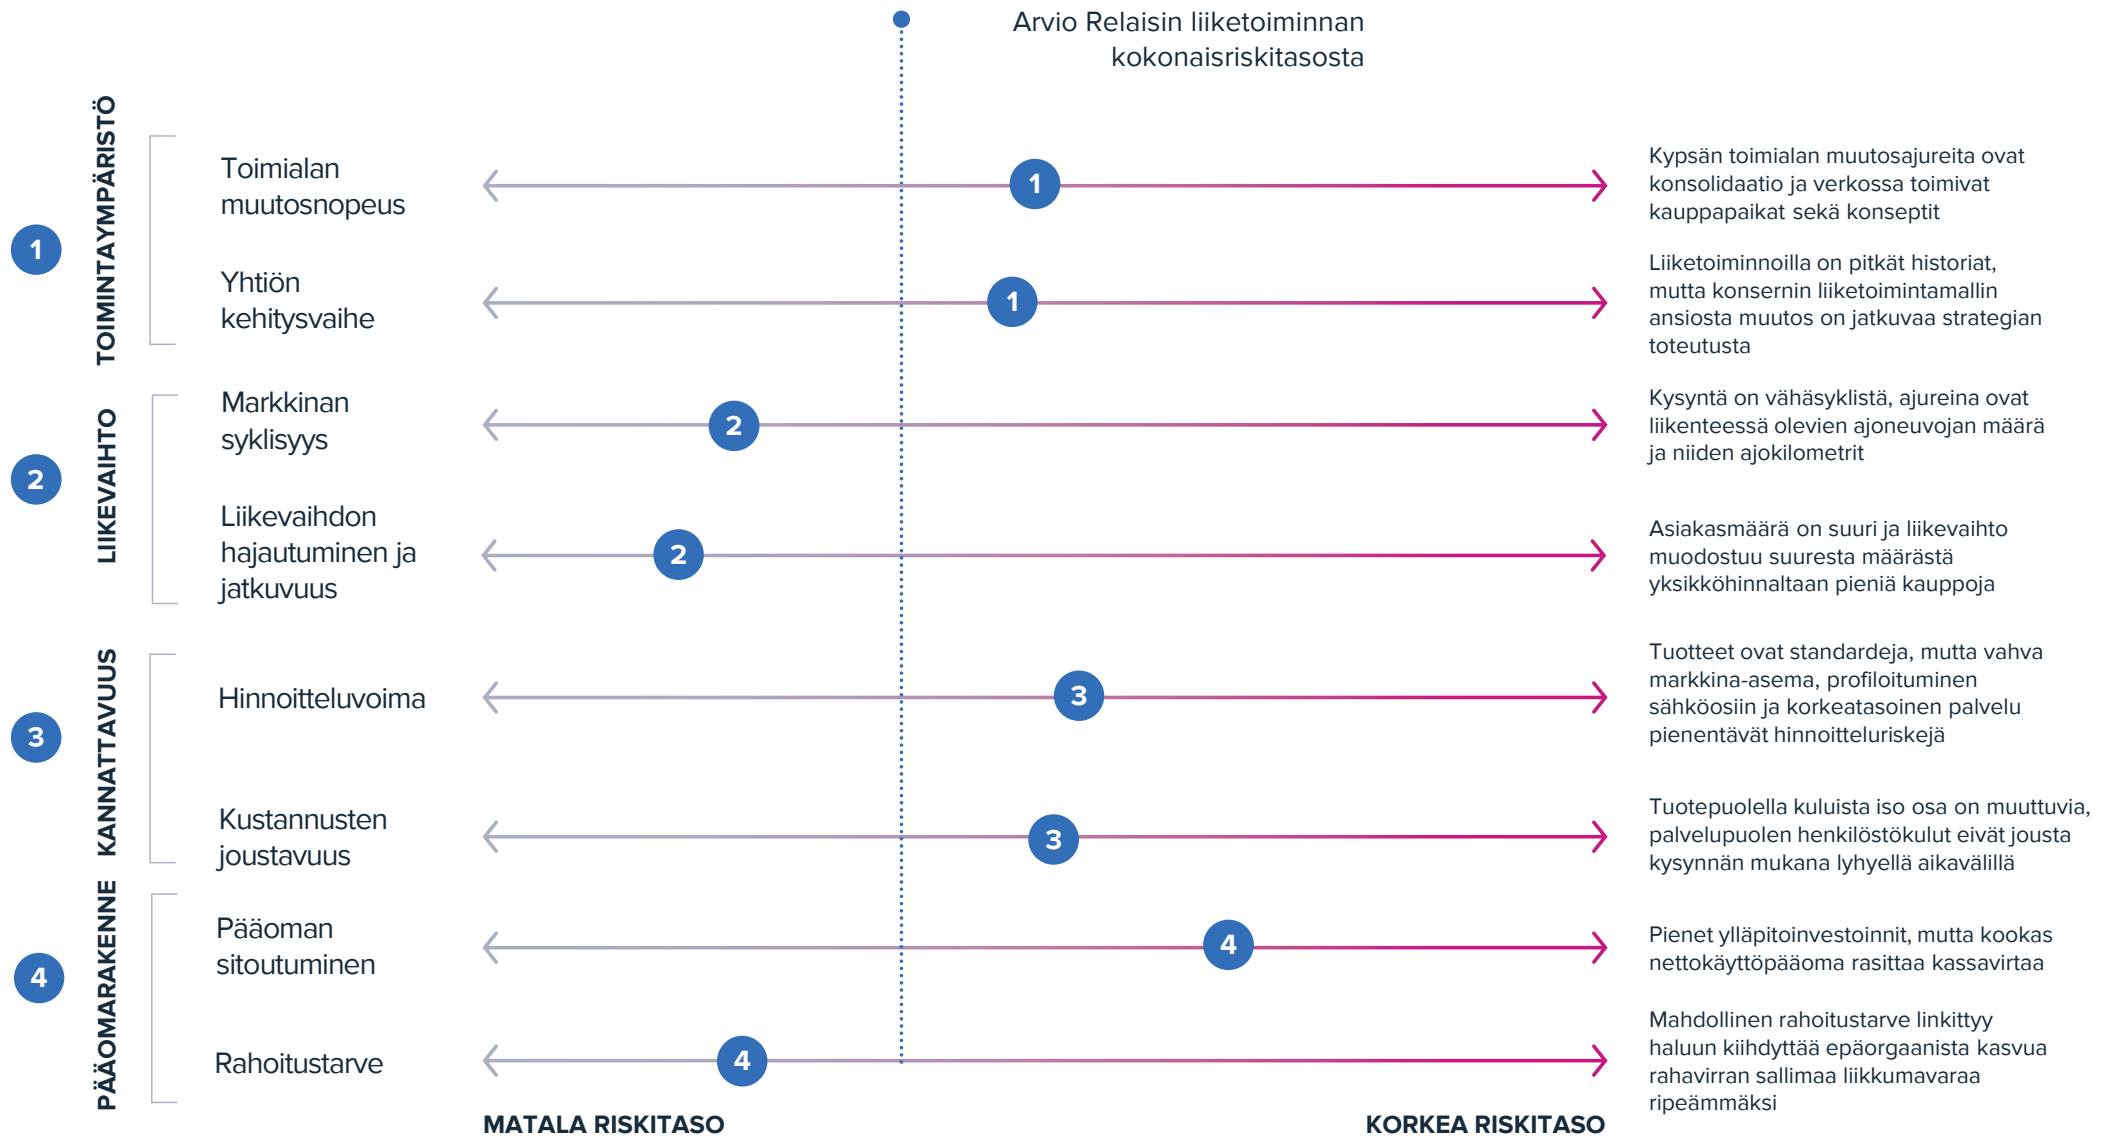 Arvio Relaisin liiketoiminnan
kokonaisriskitasosta
1
TOIMINTAYMPÄRISTÖ
Toimialan
muutosnopeus
1
Kypsän toimialan muutosajureita ovat
konsolidaatio ja verkossa toimivat
kauppapaikat sekä konseptit
Yhtiön
kehitysvaihe
1
Liiketoiminnoilla on pitkät historiat,
mutta konsernin liiketoimintamallin
ansiosta muutos on jatkuvaa strategian
toteutusta
2
LIIKEVAIHTO
Markkinan
syklisyys
2
Kysyntä on vähäsyklistä, ajureina ovat
liikenteessä olevien ajoneuvojan määrä
ja niiden ajokilometrit
Liikevaihdon
hajautuminen ja
jatkuvuus
2
Asiakasmäärä on suuri ja liikevaihto
muodostuu suuresta määrästä
yksikköhinnaltaan pieniä kauppoja
3
KANNATTAVUUS
Hinnoitteluvoima
3
Tuotteet ovat standardeja, mutta vahva
markkina-asema, profiloituminen
sähköosiin ja korkeatasoinen palvelu
pienentävät hinnoitteluriskejä
Kustannusten
joustavuus
3
Tuotepuolella kuluista iso osa on muuttuvia,
palvelupuolen henkilöstökulut eivät jousta
kysynnän mukana lyhyellä aikavälillä
4
PÄÄOMARAKENNE
Pääoman
sitoutuminen
4
Pienet ylläpitoinvestoinnit, mutta kookas
nettokäyttöpääoma rasittaa kassavirtaa
Rahoitustarve
4
Mahdollinen rahoitustarve linkittyy
haluun kiihdyttää epäorgaanista kasvua
rahavirran sallimaa liikkumavaraa
ripeämmäksi
MATALA RISKITASO
KORKEA RISKITASO